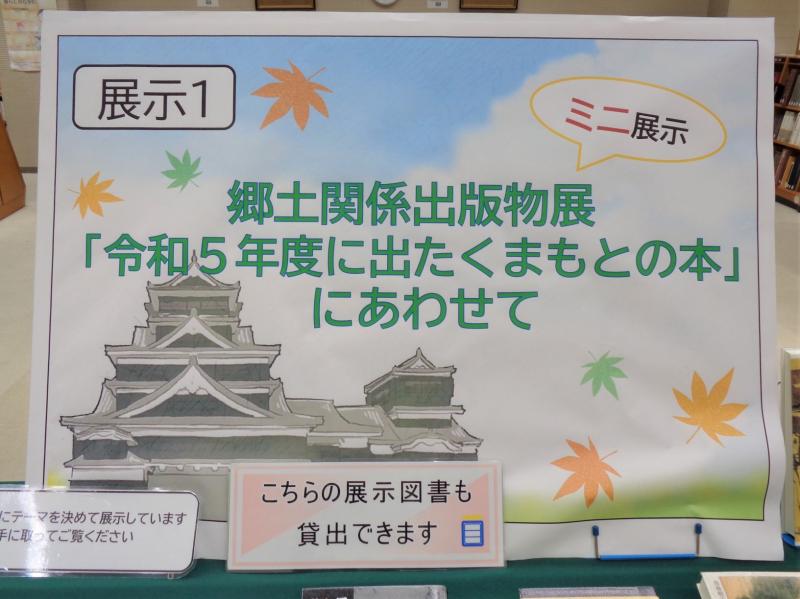 展示1
ミニ展示
郷土関係出版物展
「令和5年度に出たくまもとの本」
にあわせて
こちらの展示図書も
貸出できます
にテーマを決めて展示しています
手に取ってご覧ください